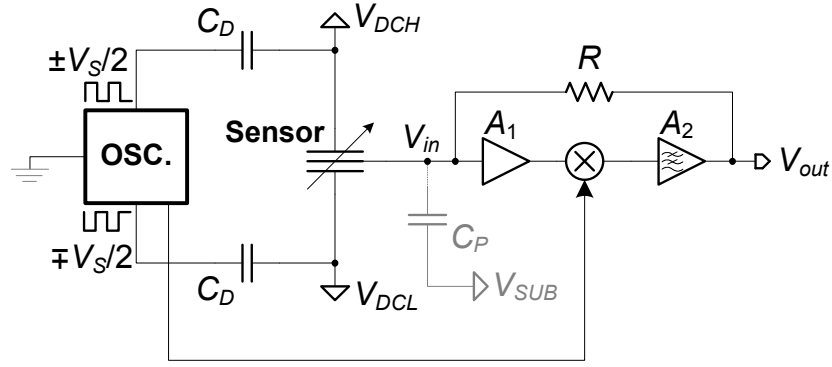 C_D
V_DCH
±V_S/2
R
Sensor
V_in
A_1
A_2
OSC.
V_out
C_P
∓V_S/2
C_D
V_DCL
V_SUB